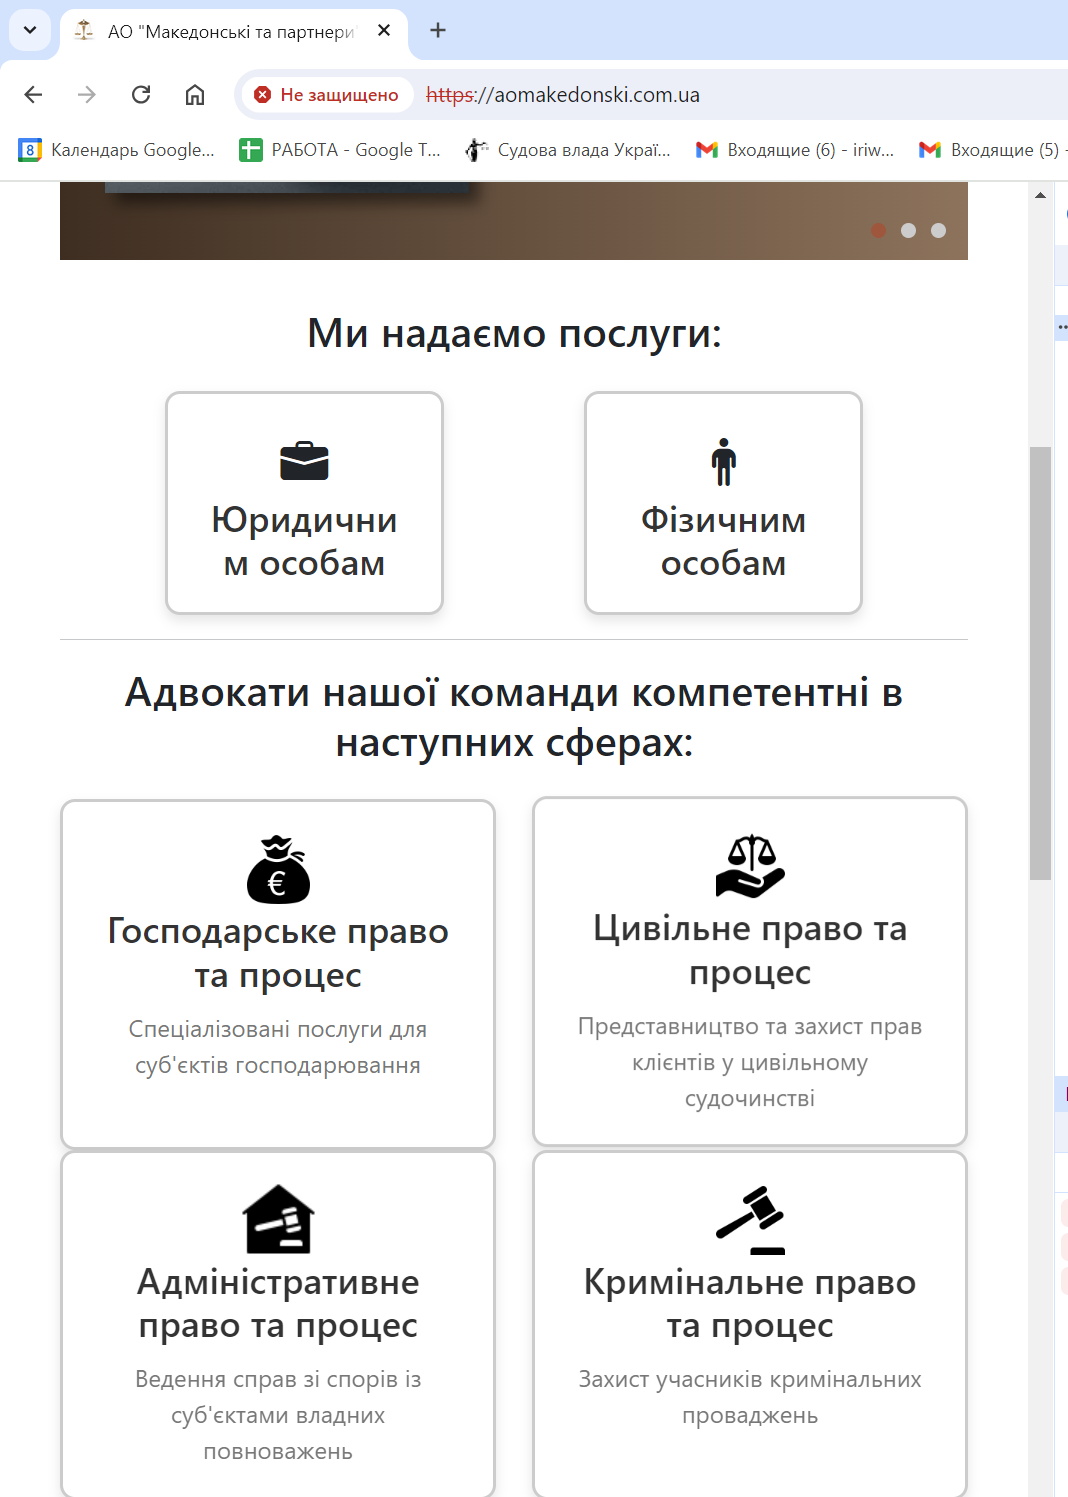 АО "Македонські та партнери"
Не защищено
https://aomakedonski.com.ua
Календарь Google...
РАБОТА - Google Т...
Судова влада Украї...
Входящие (6) - iriw...
Входящие (5) -
Ми надаємо послуги:
Юридични
м особам
Фізичним
особам
Адвокати нашої команди компетентні в
наступних сферах:
€
Господарське право
та процес
Спеціалізовані послуги для
суб'єктів господарювання
Цивільне право та
процес
Представництво та захист прав
клієнтів у цивільному
судочинстві
Адміністративне
право та процес
Ведення справ зі спорів із
суб'єктами владних
повноважень
Кримінальне право
та процес
Захист учасників кримінальних
проваджень